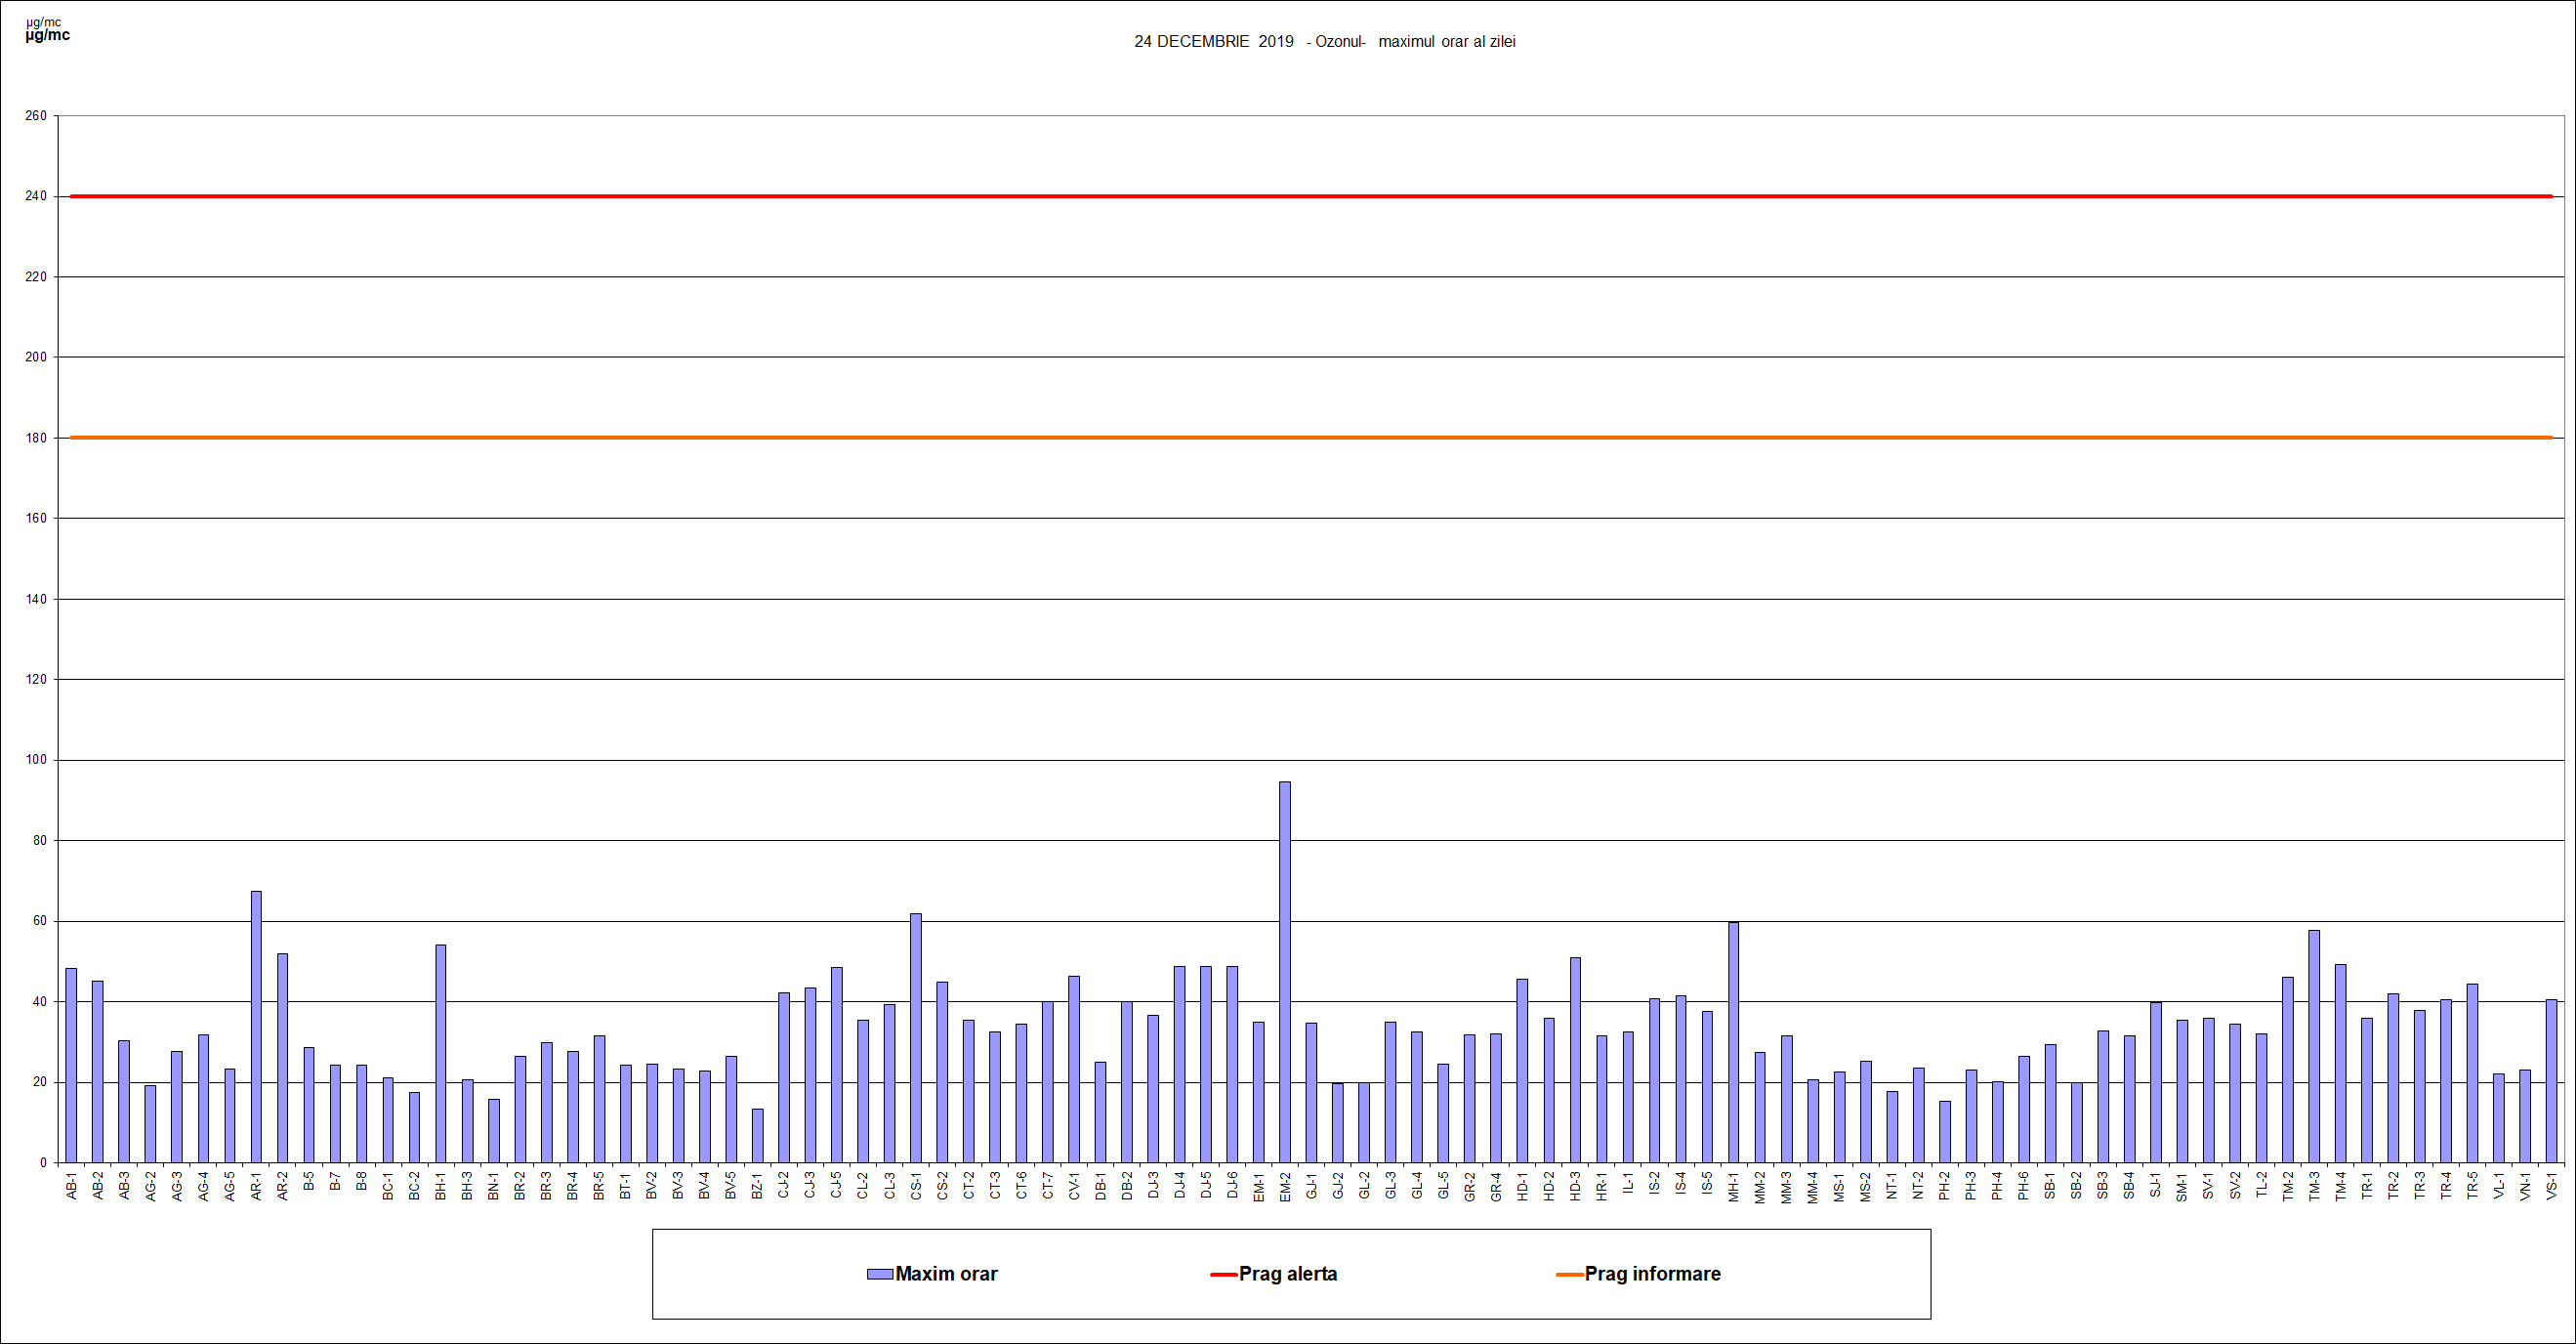 µg/mc
µg/mc
24 DECEMBRIE 2019 - Ozonul- maximul orar al zilei
260
240
220
200
180
160
140
120
100
80
60
40
20
0
AB-1 AB-2 AB-3 AG-2 AG-3 AG-4 AG-5 AR-1 AR-2 B-5 B-7 B-8 BC-1 BC-2 BH-1 BH-3 BN-1 BR-2 BR-3 BR-4 BR-5 BT-1 BV-2 BV-3 BV-4 BV-5 BZ-1 CJ-2 CJ-3 CJ-5 CL-2 CL-3 CS-1 CS-2 CT-2 CT-3 CT-6 CT-7 CV-1 DB-1 DB-2 DJ-3 DJ-4 DJ-5 DJ-6 EM-1 EM-2 GJ-1 GJ-2 GL-2 GL-3 GL-4 GL-5 GR-2 GR-4 HD-1 HD-2 HD-3 HR-1 IL-1 IS-2 IS-4 IS-5 MH-1 MM-2 MM-3 MM-4 MS-1 MS-2 NT-1 NT-2 PH-2 PH-3 PH-4 PH-6 SB-1 SB-2 SB-3 SB-4 SJ-1 SM-1 SV-1 SV-2 TL-2 TM-2 TM-3 TM-4 TR-1 TR-2 TR-3 TR-4 TR-5 VL-1 VN-1 VS-1
Maxim orar Prag alerta Prag informare